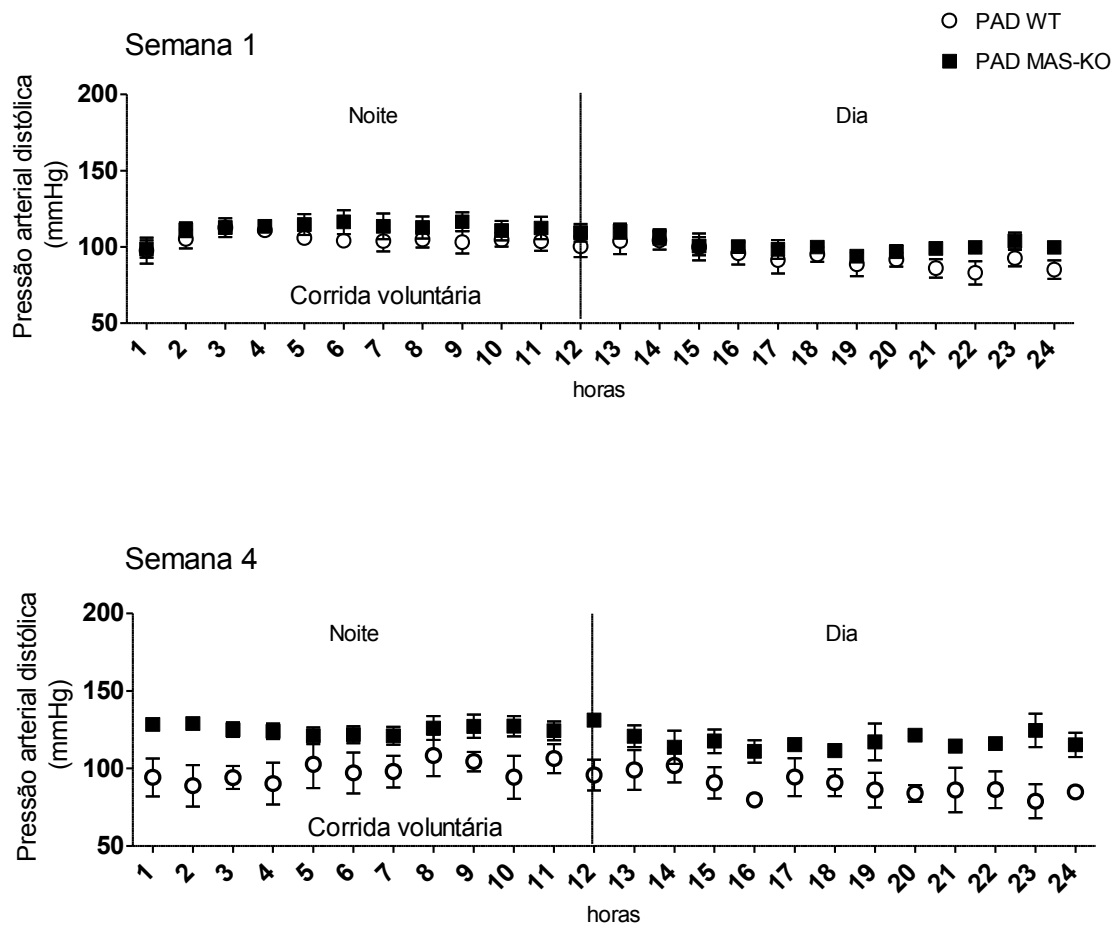 PAD WT
PAD MAS-KO
Semana 1
Pressão arterial distólica
(mmHg)
200
150
100
50
Noite
Dia
Corrida voluntária
1 2 3 4 5 6 7 8 9 10 11 12 13 14 15 16 17 18 19 20 21 22 23 24
horas
Semana 4
Pressão arterial distólica
(mmHg)
200
150
100
50
Noite
Dia
Corrida voluntária
1 2 3 4 5 6 7 8 9 10 11 12 13 14 15 16 17 18 19 20 21 22 23 24
horas